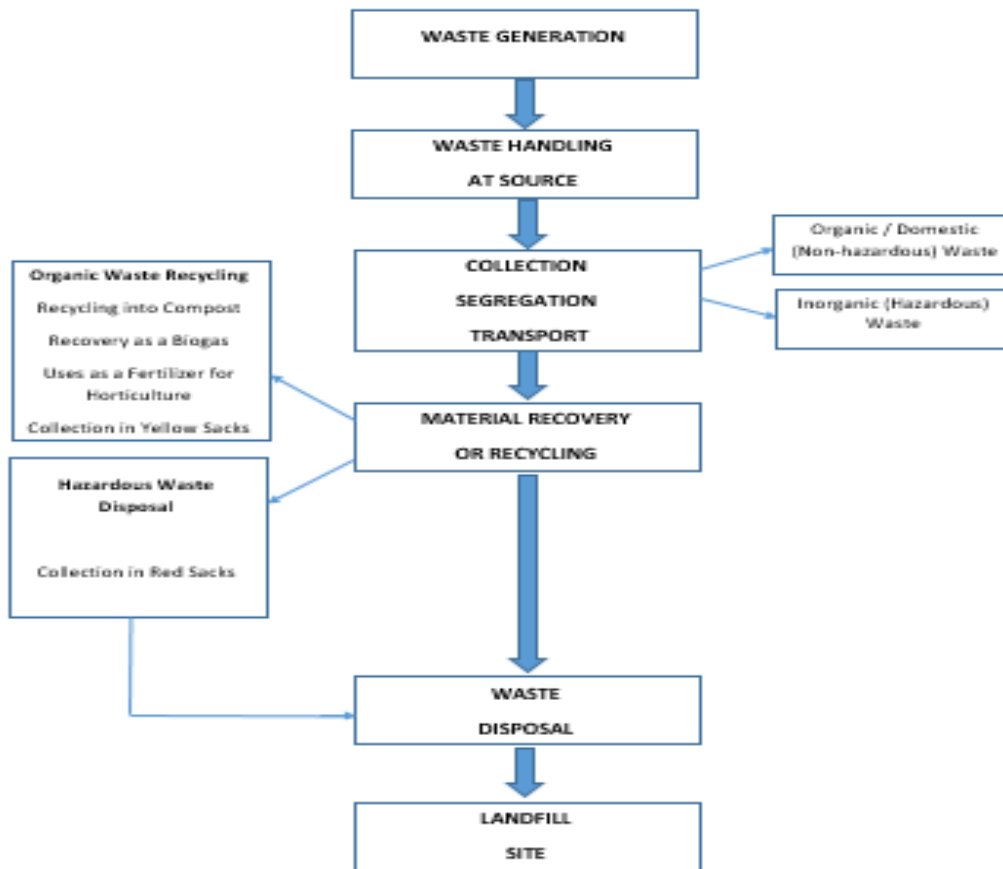 WASTE GENERATION
WASTE HANDLING
AT SOURCE
COLLECTION
SEGREGATION
TRANSPORT
Organic / Domestic
(Non-hazardous) Waste
Inorganic (Hazardous)
Waste
Organic Waste Recycling
Recycling into Compost
Recovery as a Biogas
Uses as a Fertilizer for
Horticulture
Collection in Yellow Sacks
MATERIAL RECOVERY
OR RECYCLING
Hazardous Waste
Disposal
Collection in Red Sacks
WASTE
DISPOSAL
LANDFILL
SITE